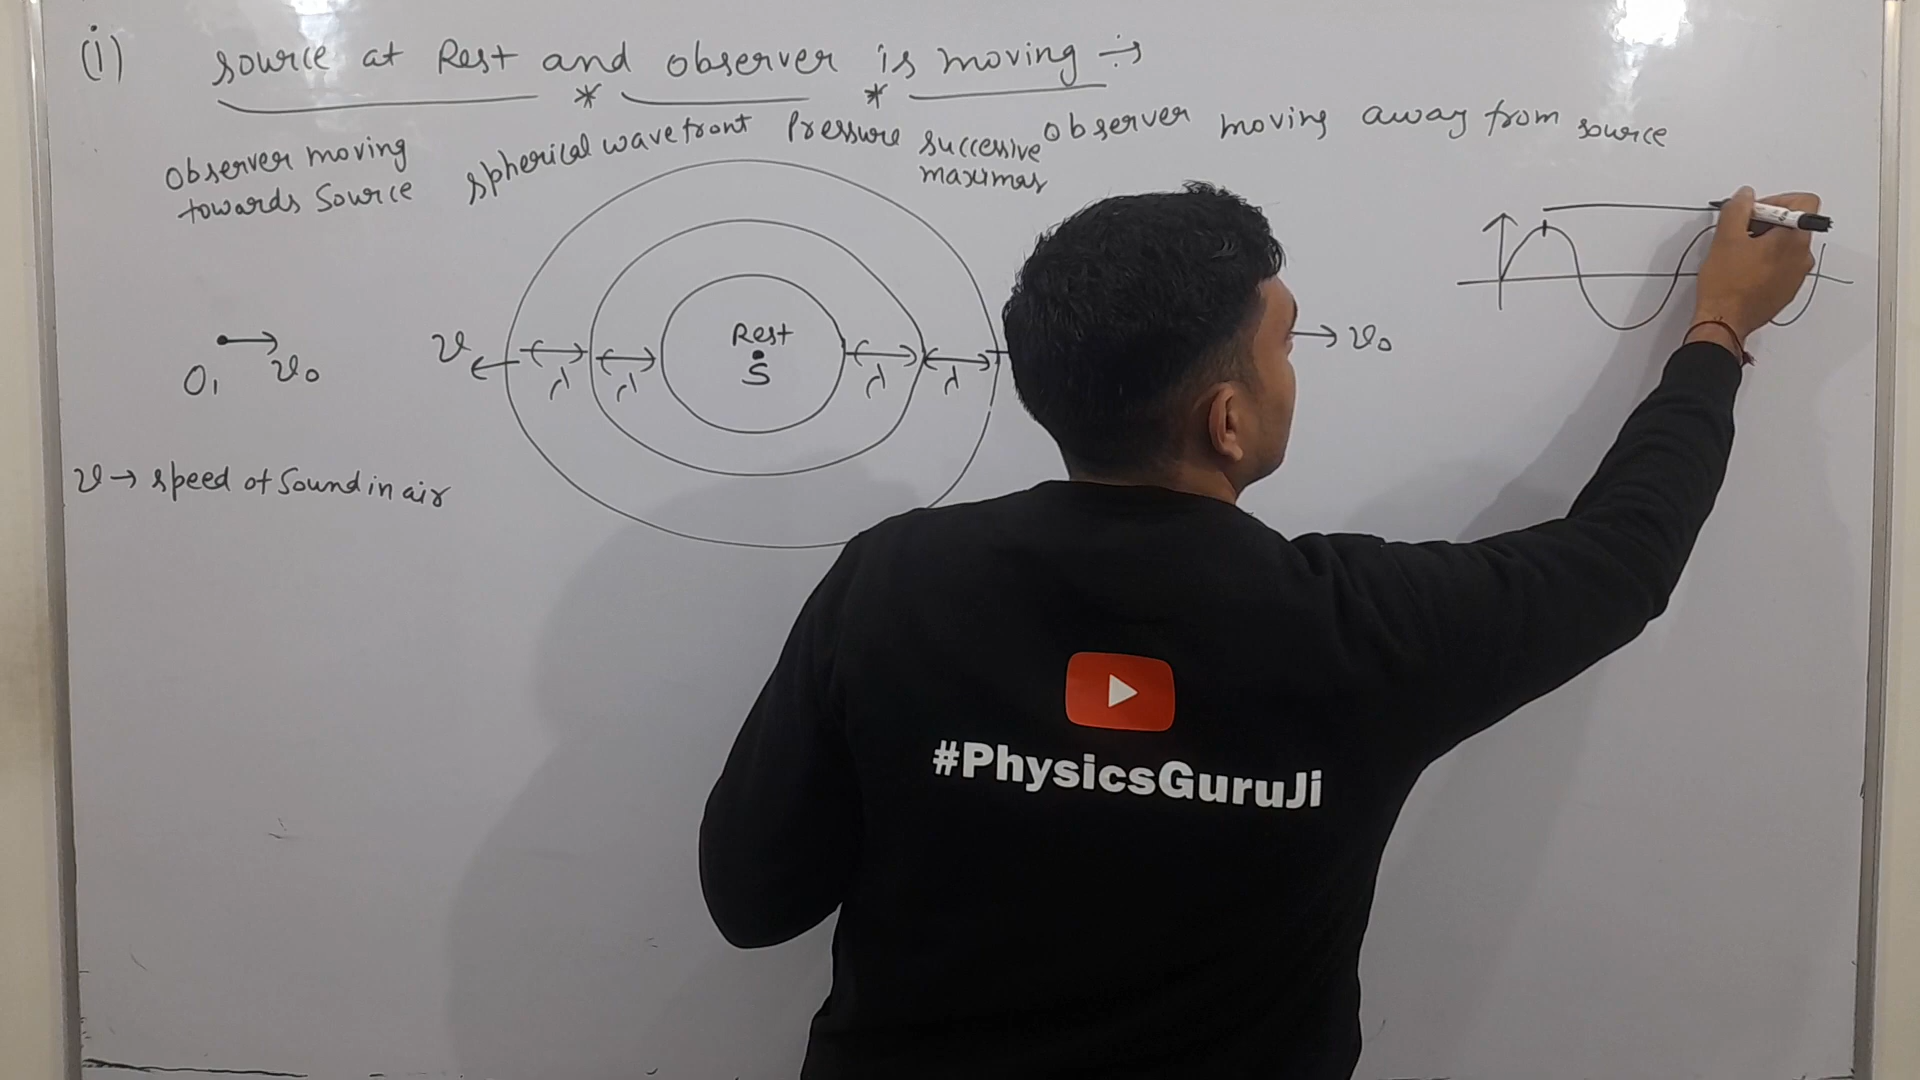 (i) source at Rest and observer is moving :→
* *
observer moving
towards source
spherical wavefront
Pressure successive
maximas
observer moving away from source
O₁ → v₀
v
λ λ
Rest
S
λ λ
→ v₀
v → speed of sound in air
#PhysicsGuruJi